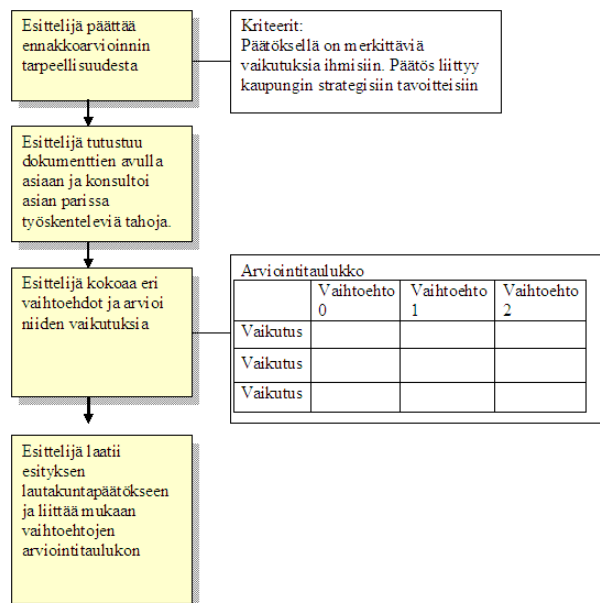 Esittelijä päättää
ennakkoarvioinnin
tarpeellisuudesta
Kriteerit:
Päätöksellä on merkittäviä
vaikutuksia ihmisiin. Päätös liittyy
kaupungin strategisiin tavoitteisiin
Esittelijä tutustuu
dokumenttien avulla
asiaan ja konsultoi
asian parissa
työskenteleviä tahoja.
Esittelijä kokoaa eri
vaihtoehdot ja arvioi
niiden vaikutuksia
Arviointitaulukko
Vaihtoehto 0
Vaihtoehto 1
Vaihtoehto 2
Vaikutus
Vaikutus
Vaikutus
Esittelijä laatii
esityksen
lautakuntapäätökseen
ja liittää mukaan
vaihtoehtojen
arviointitaulukon